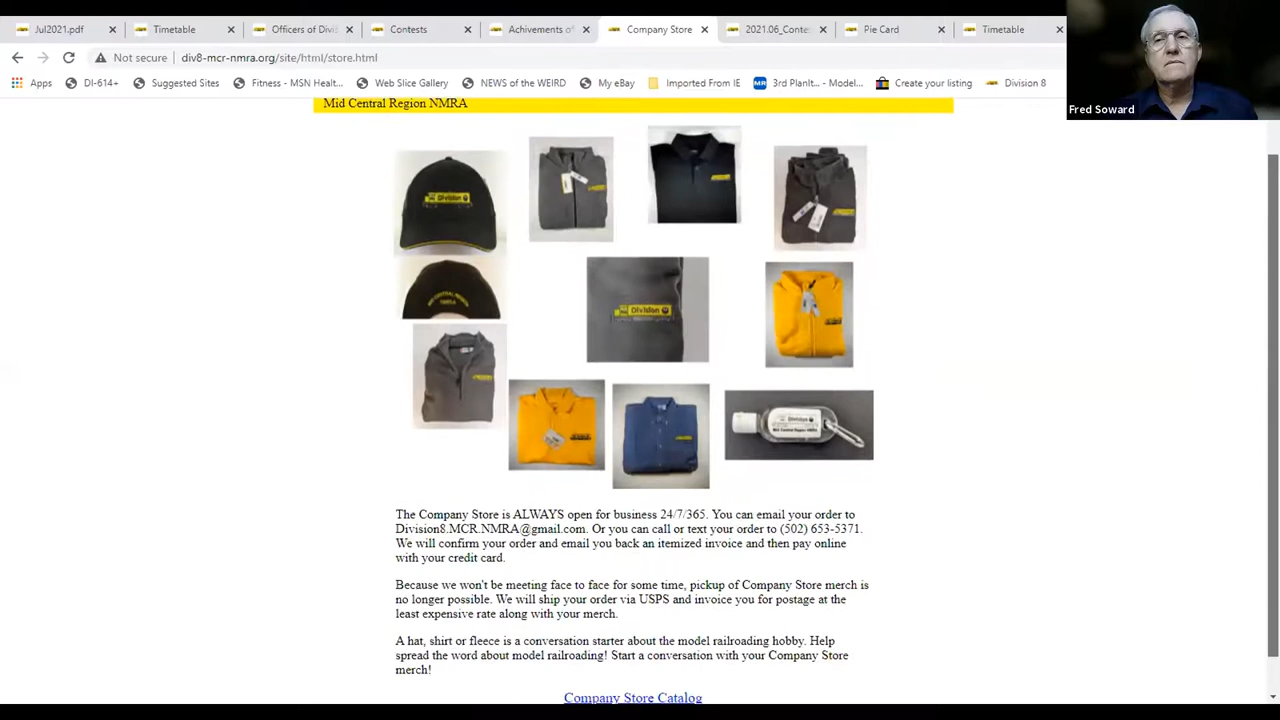 Jul2021.pdf
Timetable
Officers of Divi
Contests
Achivements of
Company Store
2021.06_Contes
Pie Card
Timetable
Not secure
div8-mcr-nmra.org/site/html/store.html
Apps
DI-614+
Suggested Sites
Fitness - MSN Healt...
Web Slice Gallery
NEWS of the WEIRD
My eBay
Imported From IE
3rd PlanIt... - Model...
Create your listing
Division 8
Fred Soward
Mid Central Region NMRA
Division
Division
Division
The Company Store is ALWAYS open for business 24/7/365. You can email your order to
Division8.MCR.NMRA@gmail.com. Or you can call or text your order to (502) 653-5371.
We will confirm your order and email you back an itemized invoice and then pay online
with your credit card.
Because we won't be meeting face to face for some time, pickup of Company Store merch is
no longer possible. We will ship your order via USPS and invoice you for postage at the
least expensive rate along with your merch.
A hat, shirt or fleece is a conversation starter about the model railroading hobby. Help
spread the word about model railroading! Start a conversation with your Company Store
merch!
Company Store Catalog